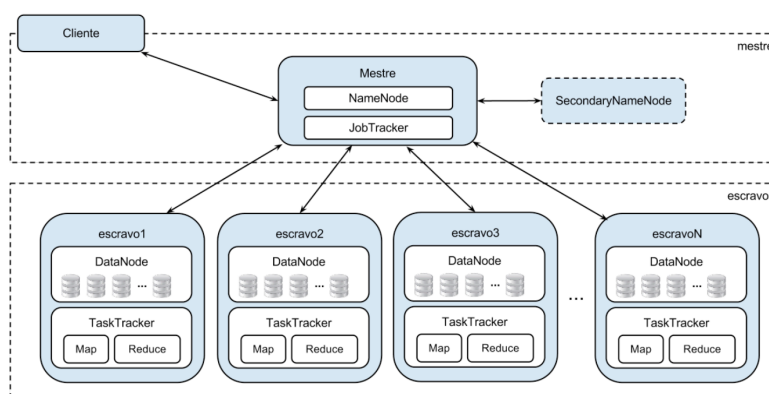 Cliente
mestre
Mestre
NameNode
JobTracker
SecondaryNameNode
escravo
escravo1
escravo2
escravo3
escravoN
DataNode
DataNode
DataNode
DataNode
...
...
...
...
...
TaskTracker
TaskTracker
TaskTracker
TaskTracker
Map
Reduce
Map
Reduce
Map
Reduce
Map
Reduce